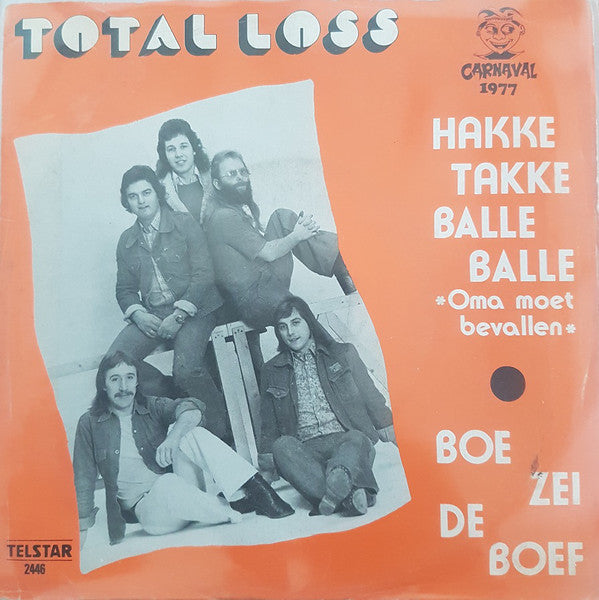 TOTAL LOSS
CARNAVAL
1977
HAKKE
TAKKE
BALLE
BALLE
*Oma moet
bevallen*
BOE
ZEI
DE
BOEF
TELSTAR
2446